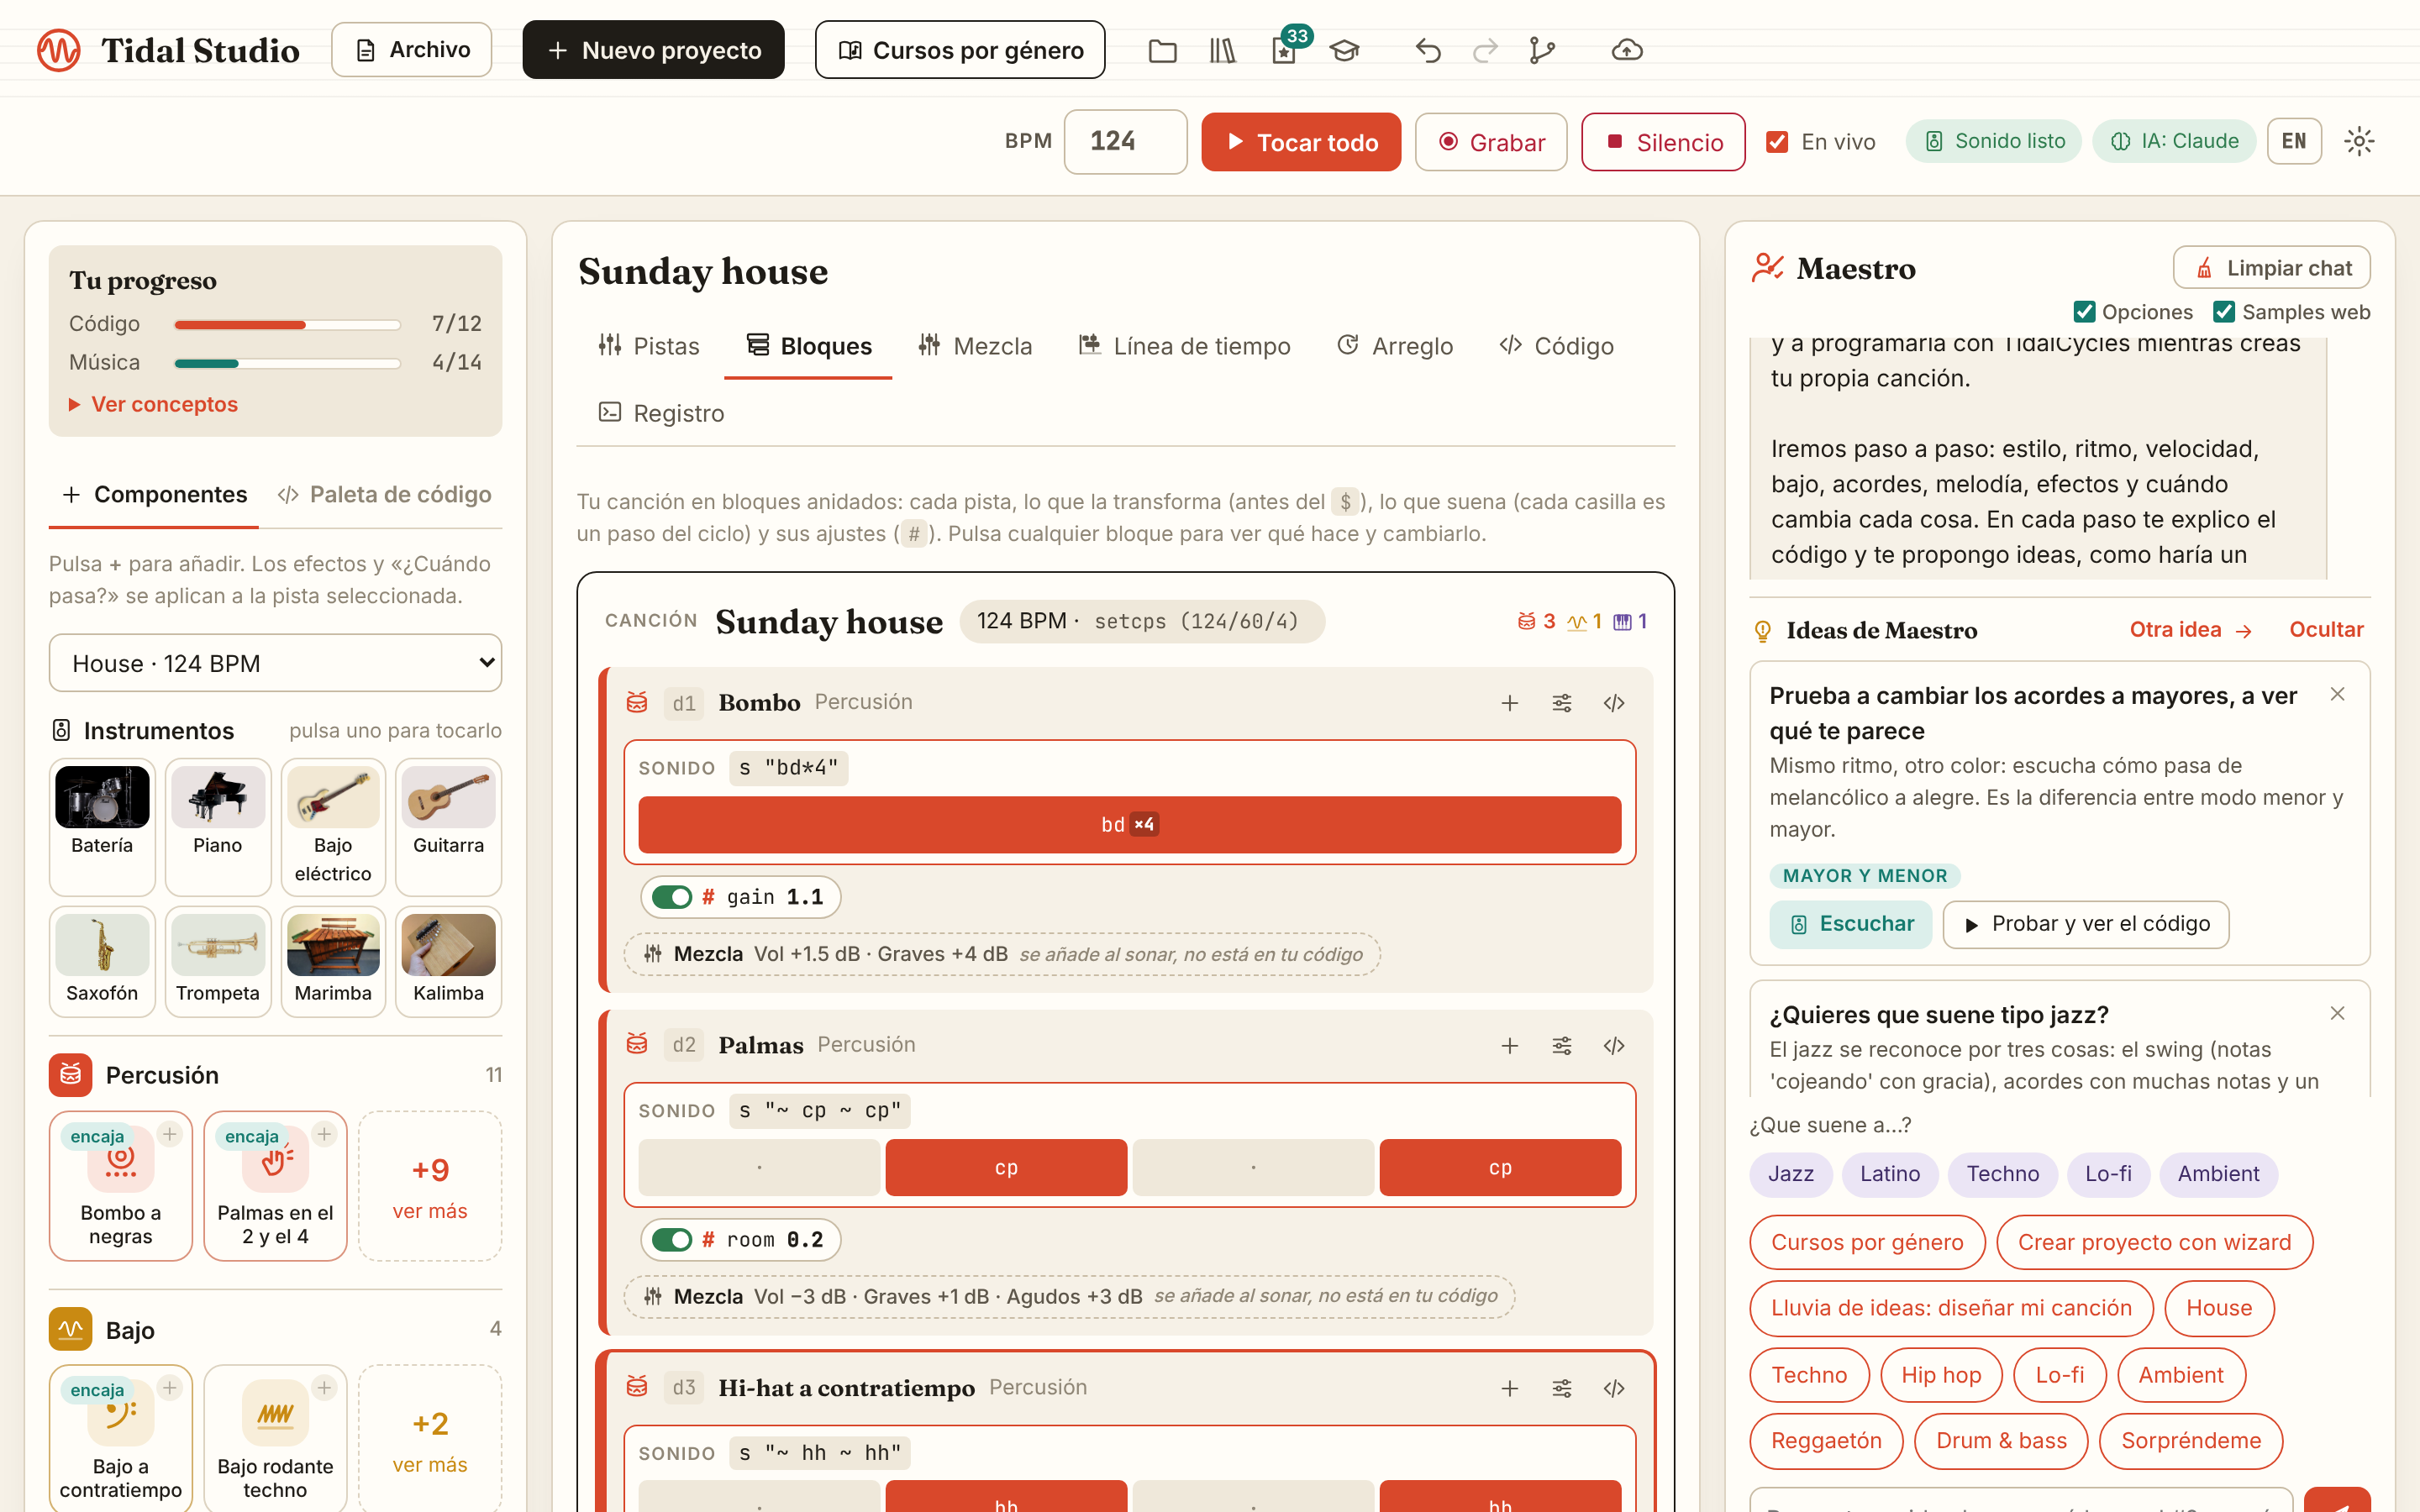 Tidal Studio
Archivo
+ Nuevo proyecto
Cursos por género
33
BPM
124
Tocar todo
Grabar
Silencio
En vivo
Sonido listo
IA: Claude
EN
Tu progreso
Código 7/12
Música 4/14
Ver conceptos
+ Componentes
</> Paleta de código
Pulsa + para añadir. Los efectos y «¿Cuándo
pasa?» se aplican a la pista seleccionada.
House · 124 BPM
Instrumentos
pulsa uno para tocarlo
Batería
Piano
Bajo
eléctrico
Guitarra
Saxofón
Trompeta
Marimba
Kalimba
Percusión 11
encaja +
Bombo a
negras
encaja +
Palmas en el
2 y el 4
+9
ver más
Bajo 4
encaja +
Bajo a
contratiempo
+
Bajo rodante
techno
+2
ver más
Sunday house
Pistas
Bloques
Mezcla
Línea de tiempo
Arreglo
</> Código
Registro
Tu canción en bloques anidados: cada pista, lo que la transforma (antes del $), lo que suena (cada casilla es
un paso del ciclo) y sus ajustes (#). Pulsa cualquier bloque para ver qué hace y cambiarlo.
CANCIÓN Sunday house 124 BPM · setcps (124/60/4) 3 1 1
d1 Bombo Percusión + </>
SONIDO s "bd*4"
bd ×4
# gain 1.1
Mezcla Vol +1.5 dB · Graves +4 dB se añade al sonar, no está en tu código
d2 Palmas Percusión + </>
SONIDO s "~ cp ~ cp"
· cp · cp
# room 0.2
Mezcla Vol −3 dB · Graves +1 dB · Agudos +3 dB se añade al sonar, no está en tu código
d3 Hi-hat a contratiempo Percusión + </>
SONIDO s "~ hh ~ hh"
· hh · hh
Maestro
Limpiar chat
Opciones
Samples web
y a programarla con TidalCycles mientras creas
tu propia canción.
Iremos paso a paso: estilo, ritmo, velocidad,
bajo, acordes, melodía, efectos y cuándo
cambia cada cosa. En cada paso te explico el
código y te propongo ideas, como haría un
Ideas de Maestro
Otra idea →
Ocultar
Prueba a cambiar los acordes a mayores, a ver
qué te parece
Mismo ritmo, otro color: escucha cómo pasa de
melancólico a alegre. Es la diferencia entre modo menor y
mayor.
MAYOR Y MENOR
Escuchar
Probar y ver el código
¿Quieres que suene tipo jazz?
El jazz se reconoce por tres cosas: el swing (notas
'cojeando' con gracia), acordes con muchas notas y un
¿Que suene a...?
Jazz
Latino
Techno
Lo-fi
Ambient
Cursos por género
Crear proyecto con wizard
Lluvia de ideas: diseñar mi canción
House
Techno
Hip hop
Lo-fi
Ambient
Reggaetón
Drum & bass
Sorpréndeme